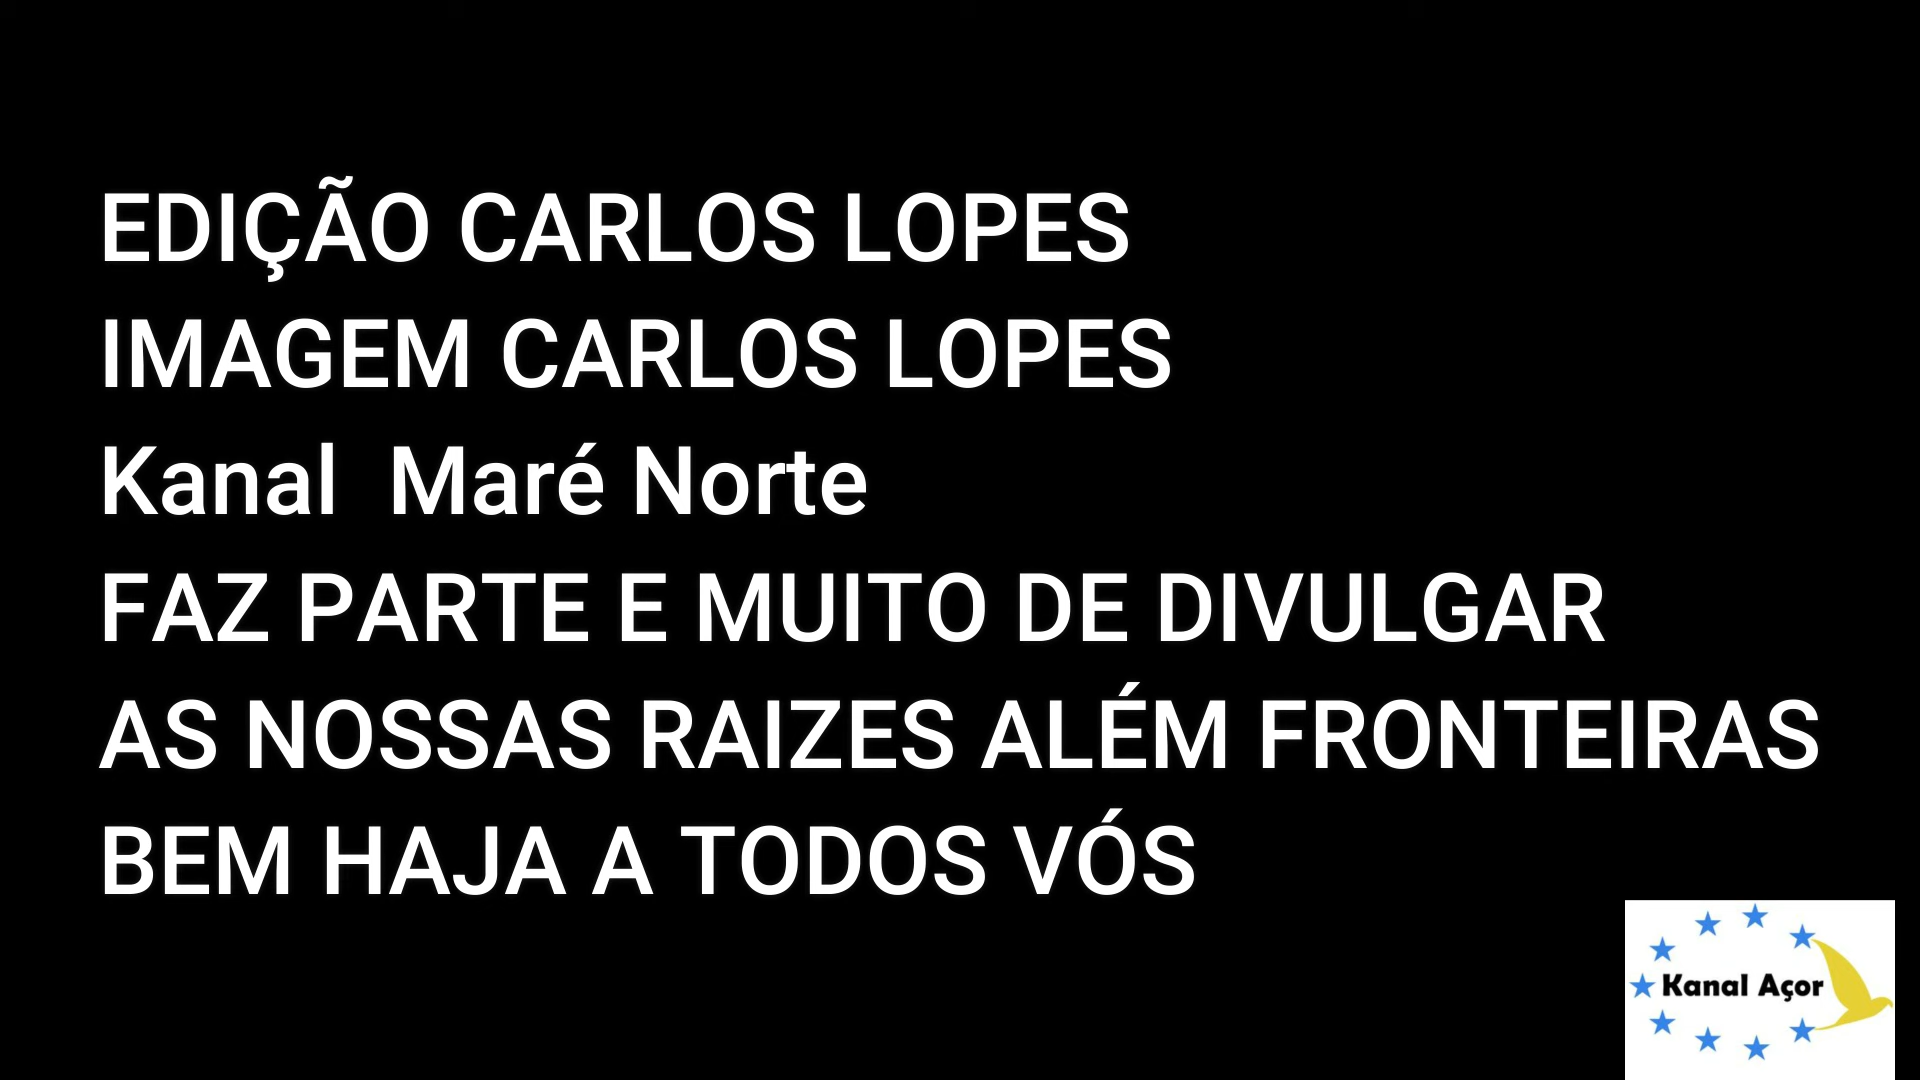 EDIÇÃO CARLOS LOPES
IMAGEM CARLOS LOPES
Kanal  Maré Norte
FAZ PARTE E MUITO DE DIVULGAR
AS NOSSAS RAIZES ALÉM FRONTEIRAS
BEM HAJA A TODOS VÓS
Kanal Açor